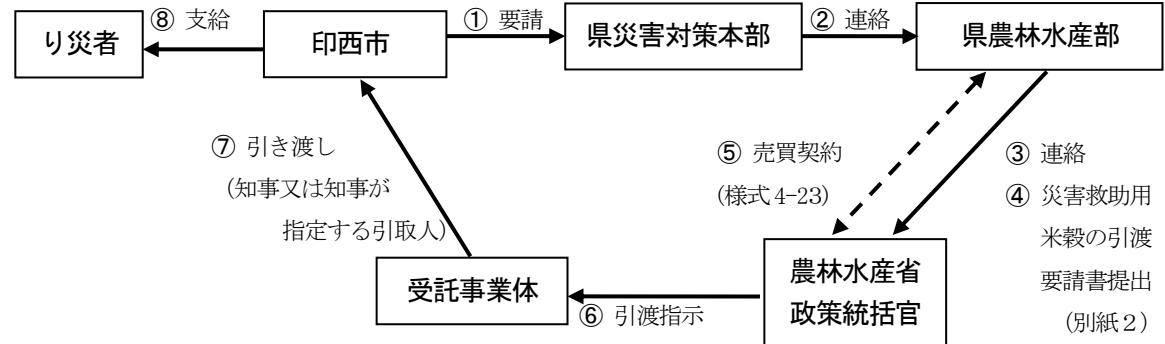 ⑧ 支給
① 要請
② 連絡
り災者
印西市
県災害対策本部
県農林水産部
⑦ 引き渡し
(知事又は知事が
指定する引取人)
⑤ 売買契約
(様式4-23)
③ 連絡
④ 災害救助用
米穀の引渡
要請書提出
(別紙2)
受託事業体
⑥ 引渡指示
農林水産省
政策統括官